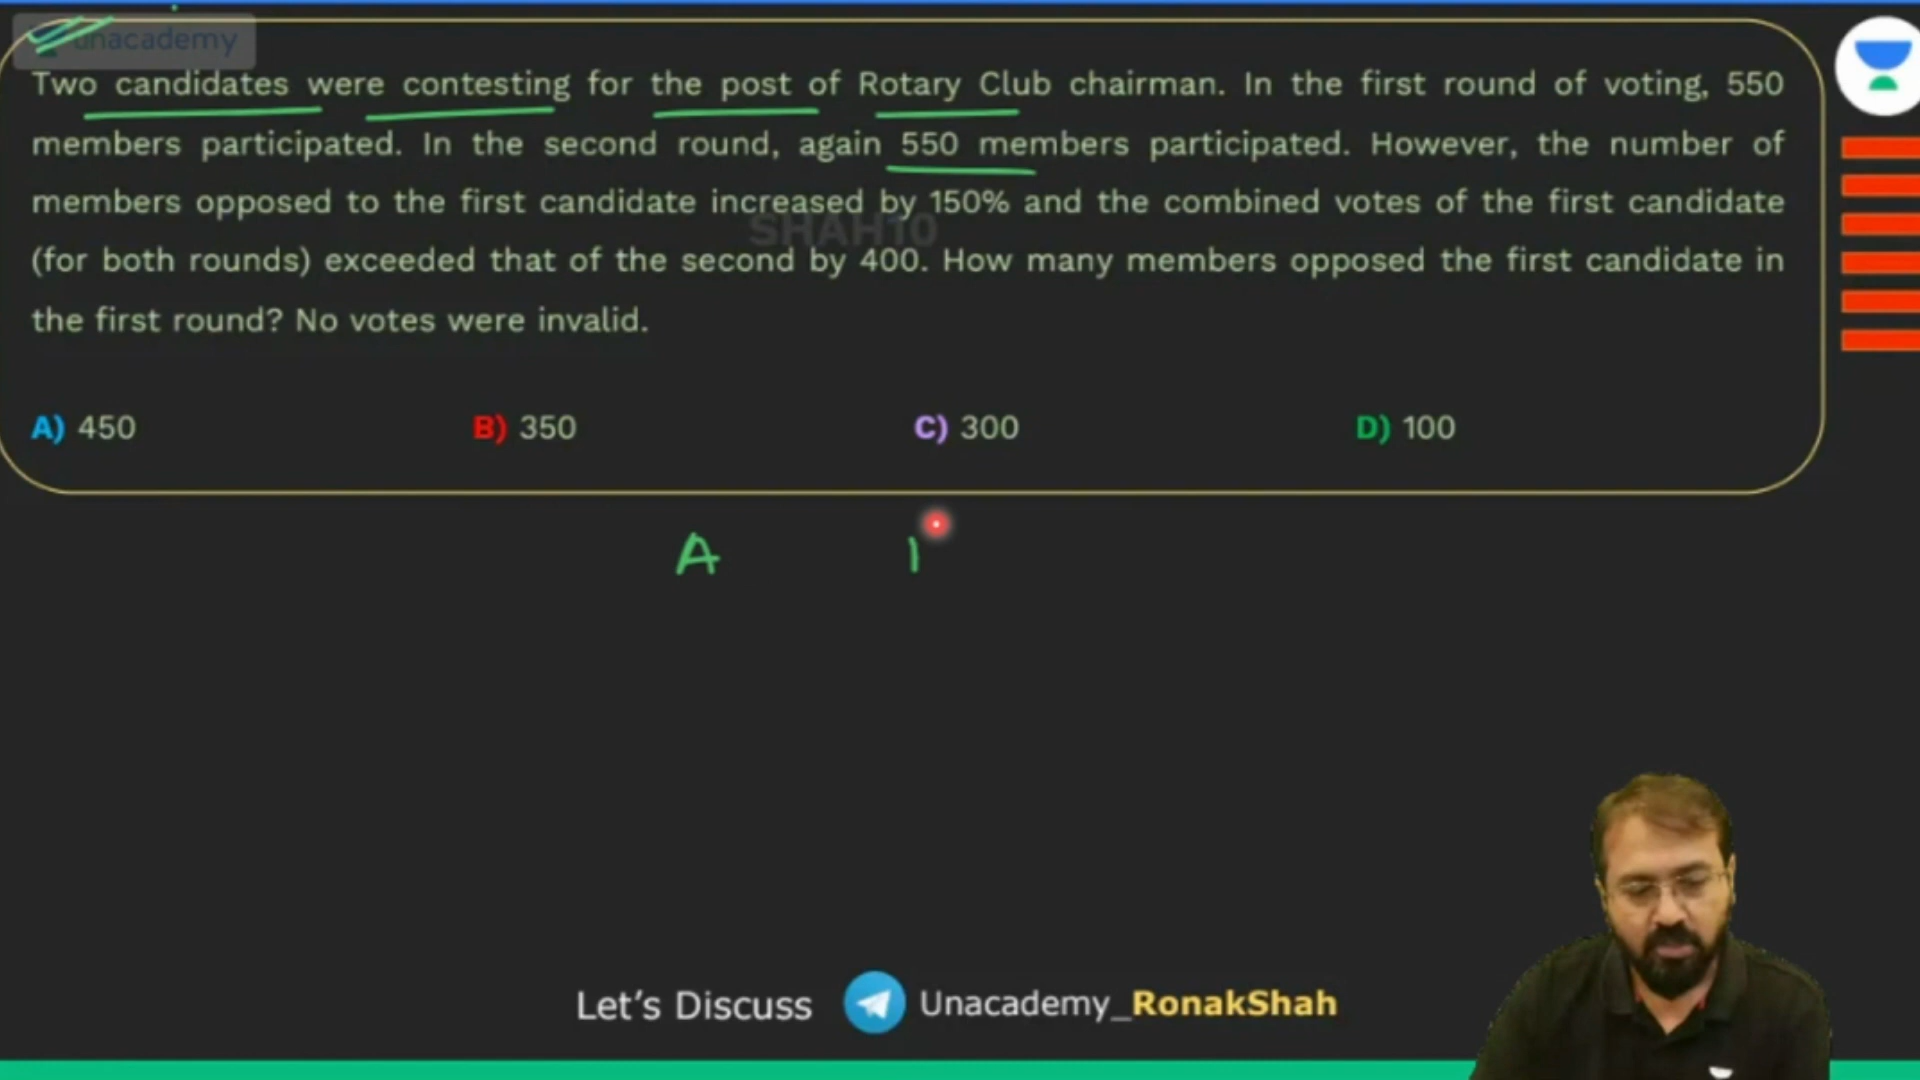 unacademy
Two candidates were contesting for the post of Rotary Club chairman. In the first round of voting, 550
members participated. In the second round, again 550 members participated. However, the number of
members opposed to the first candidate increased by 150% and the combined votes of the first candidate
SHAH10
(for both rounds) exceeded that of the second by 400. How many members opposed the first candidate in
the first round? No votes were invalid.
A) 450 B) 350 C) 300 D) 100
A
Let's Discuss Unacademy_RonakShah